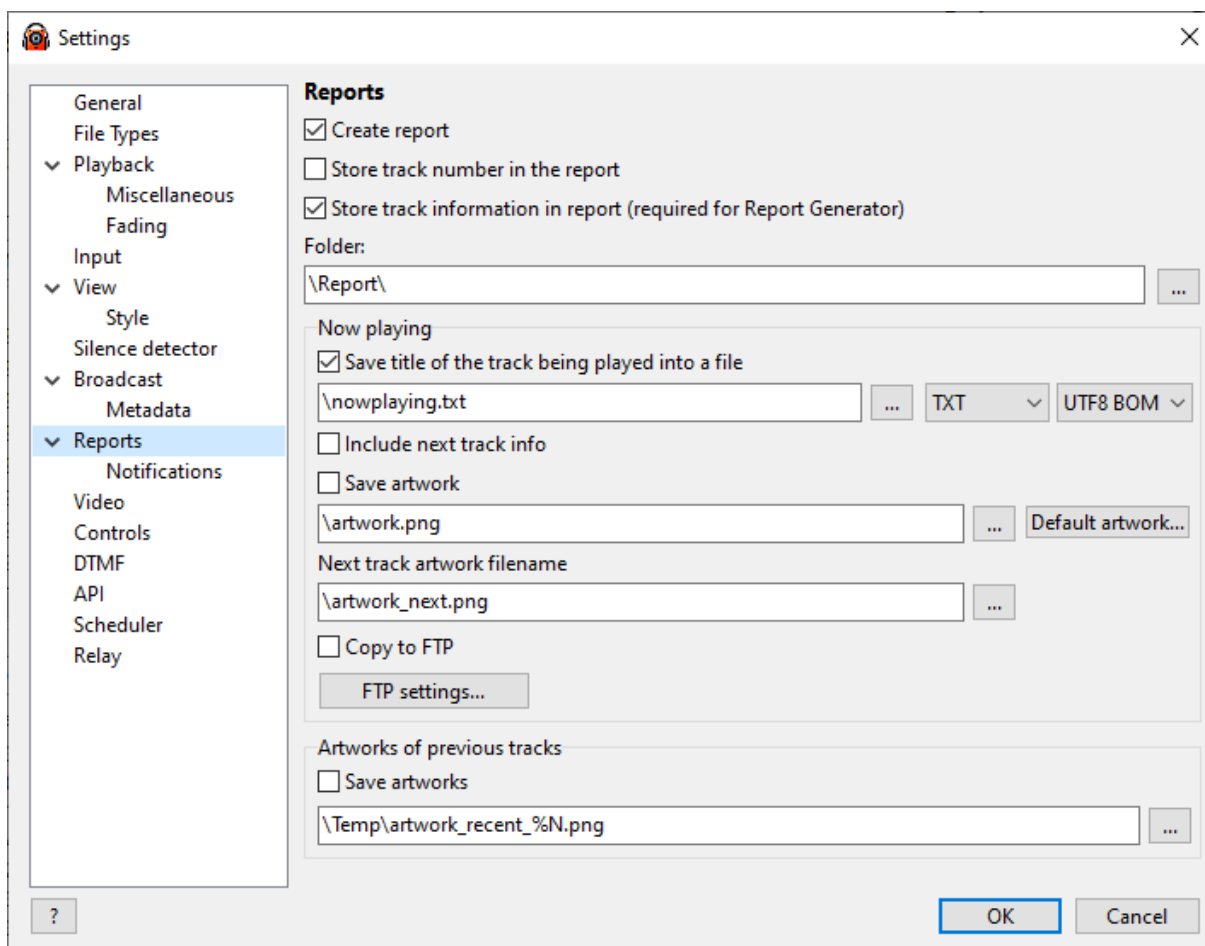 Settings
General
File Types
Playback
Miscellaneous
Fading
Input
View
Style
Silence detector
Broadcast
Metadata
Reports
Notifications
Video
Controls
DTMF
API
Scheduler
Relay
Reports
Create report
Store track number in the report
Store track information in report (required for Report Generator)
Folder:
\Report\
...
Now playing
Save title of the track being played into a file
\nowplaying.txt ... TXT UTF8 BOM
Include next track info
Save artwork
\artwork.png ... Default artwork...
Next track artwork filename
\artwork_next.png ...
Copy to FTP
FTP settings...
Artworks of previous tracks
Save artworks
\Temp\artwork_recent_%N.png ...
? OK Cancel